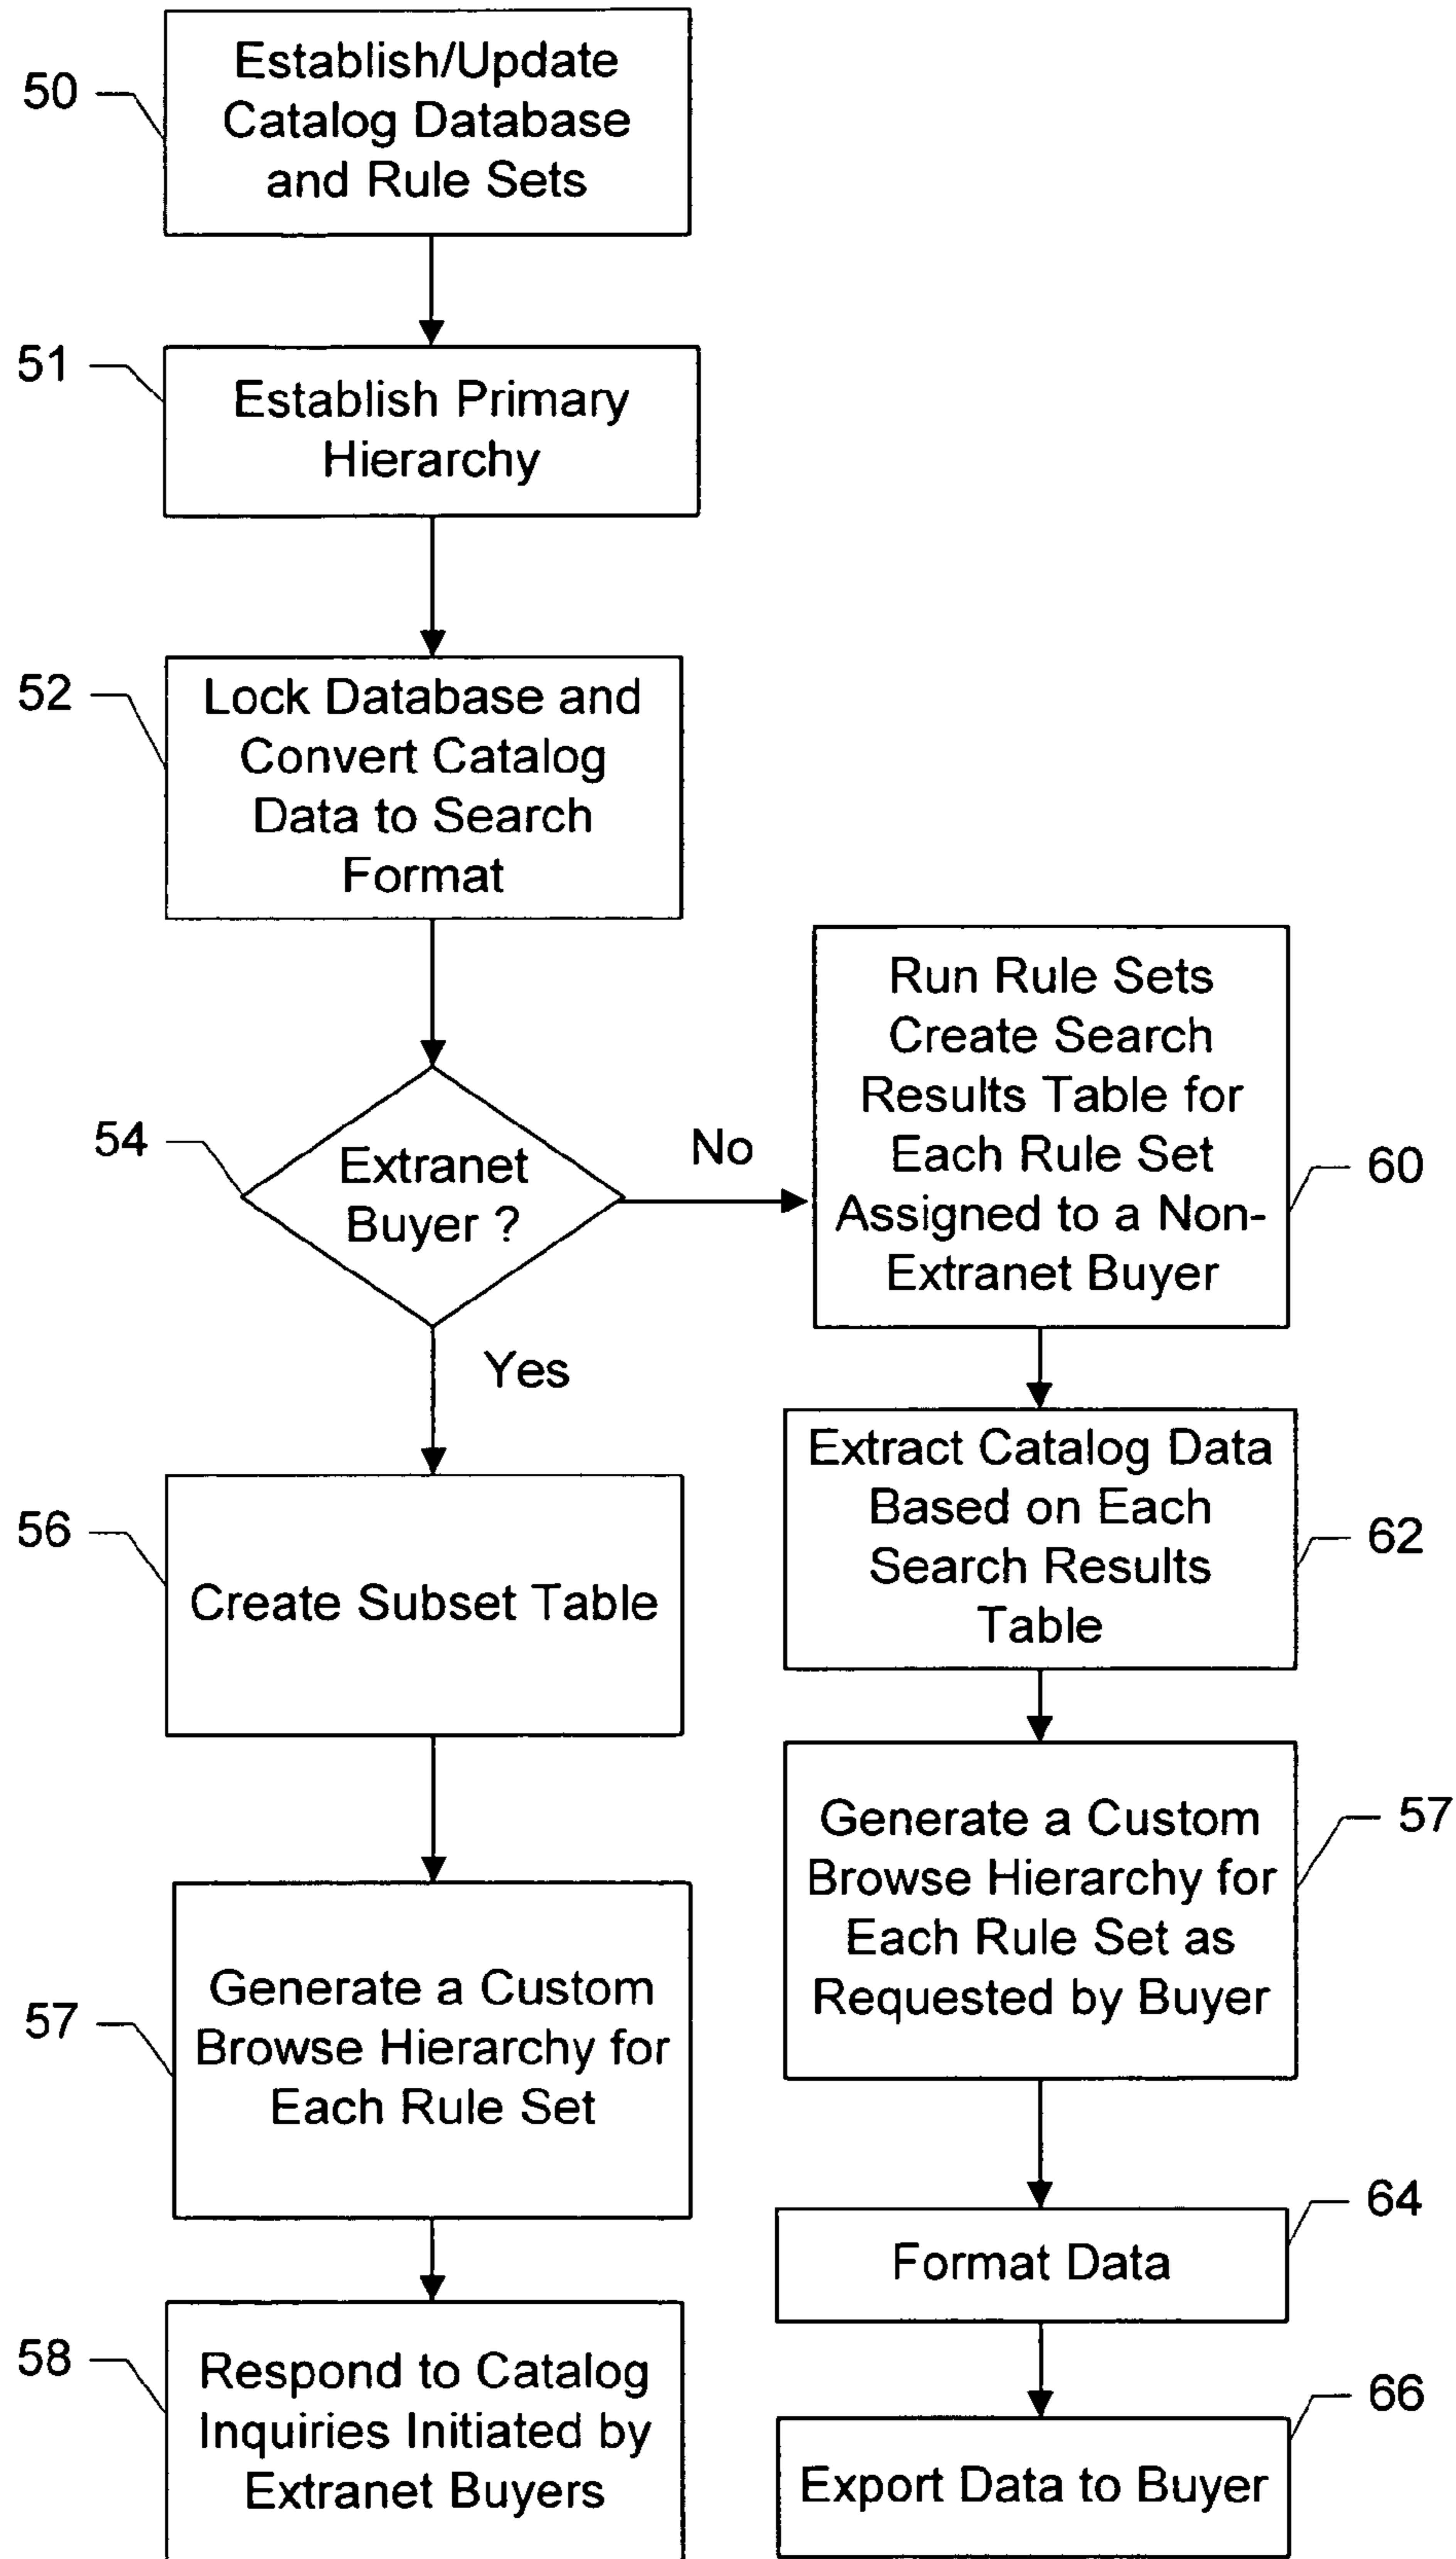 50
Establish/Update
Catalog Database
and Rule Sets
51
Establish Primary
Hierarchy
52
Lock Database and
Convert Catalog
Data to Search
Format
54
Extranet
Buyer ?
No
Yes
Run Rule Sets
Create Search
Results Table for
Each Rule Set
Assigned to a Non-
Extranet Buyer
60
56
Create Subset Table
Extract Catalog Data
Based on Each
Search Results
Table
62
57
Generate a Custom
Browse Hierarchy for
Each Rule Set
Generate a Custom
Browse Hierarchy for
Each Rule Set as
Requested by Buyer
57
58
Respond to Catalog
Inquiries Initiated by
Extranet Buyers
Format Data
64
Export Data to Buyer
66